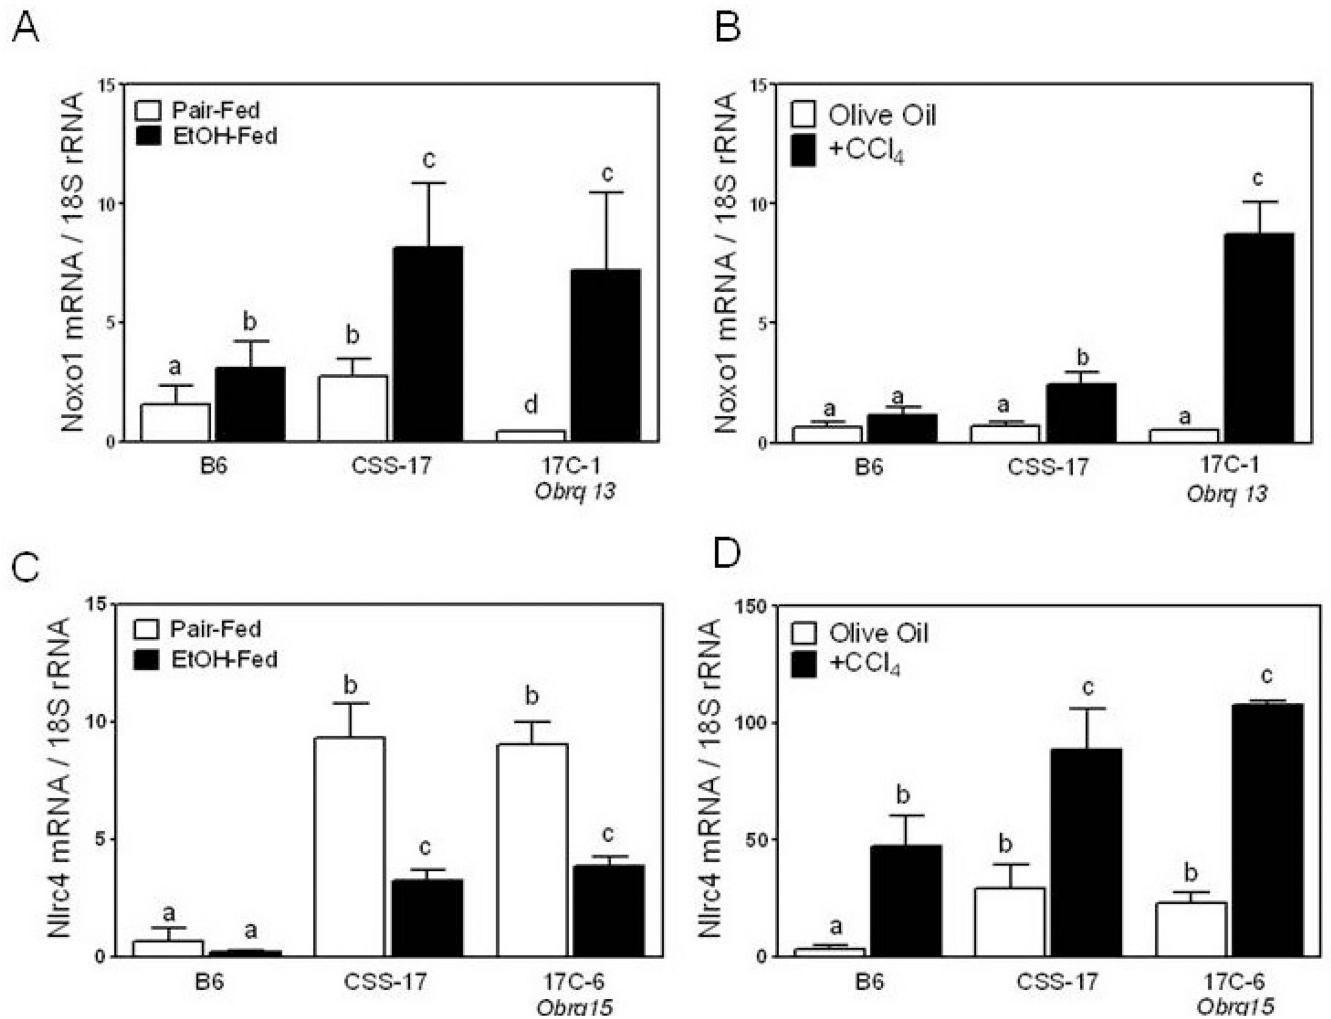 A
15
10
5
0
Noxo1 mRNA / 18S rRNA
Pair-Fed
EtOH-Fed
a
b
b
c
d
c
B6
CSS-17
17C-1
Obrq 13
B
15
10
5
0
Noxo1 mRNA / 18S rRNA
Olive Oil
+CCl4
a
a
a
b
a
c
B6
CSS-17
17C-1
Obrq 13
C
15
10
5
0
Nlrc4 mRNA / 18S rRNA
Pair-Fed
EtOH-Fed
a
a
b
c
b
c
B6
CSS-17
17C-6
Obrq15
D
150
100
50
0
Nlrc4 mRNA / 18S rRNA
Olive Oil
+CCl4
a
b
b
c
b
c
B6
CSS-17
17C-6
Obrq15